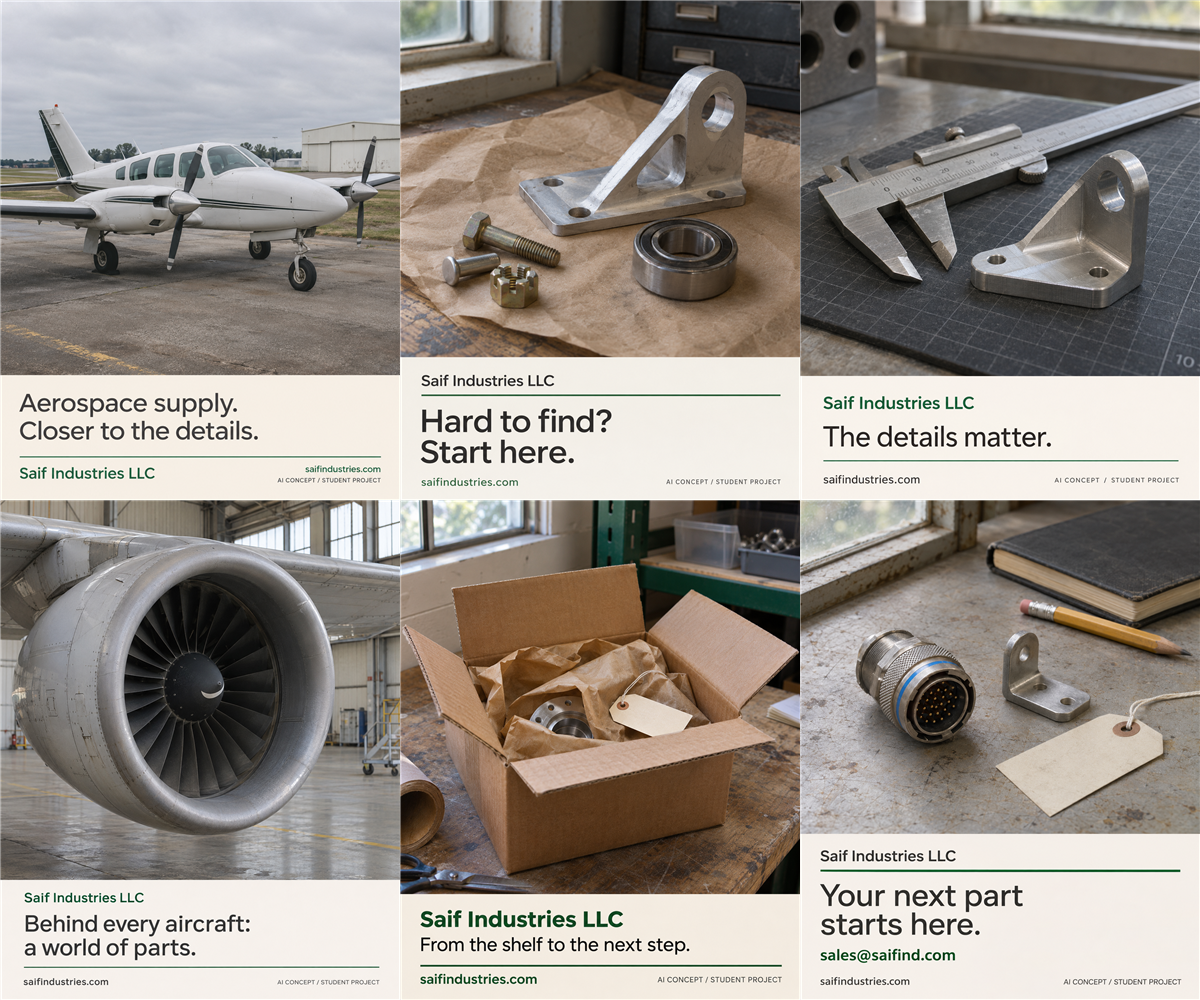 Aerospace supply.
Closer to the details.
Saif Industries LLC
saifindustries.com
AI CONCEPT / STUDENT PROJECT
Saif Industries LLC
Hard to find?
Start here.
saifindustries.com
AI CONCEPT / STUDENT PROJECT
0 10 20 30
10
Saif Industries LLC
The details matter.
saifindustries.com
AI CONCEPT / STUDENT PROJECT
Saif Industries LLC
Behind every aircraft:
a world of parts.
saifindustries.com
AI CONCEPT / STUDENT PROJECT
Saif Industries LLC
From the shelf to the next step.
saifindustries.com
AI CONCEPT / STUDENT PROJECT
Saif Industries LLC
Your next part
starts here.
sales@saifind.com
saifindustries.com
AI CONCEPT / STUDENT PROJECT